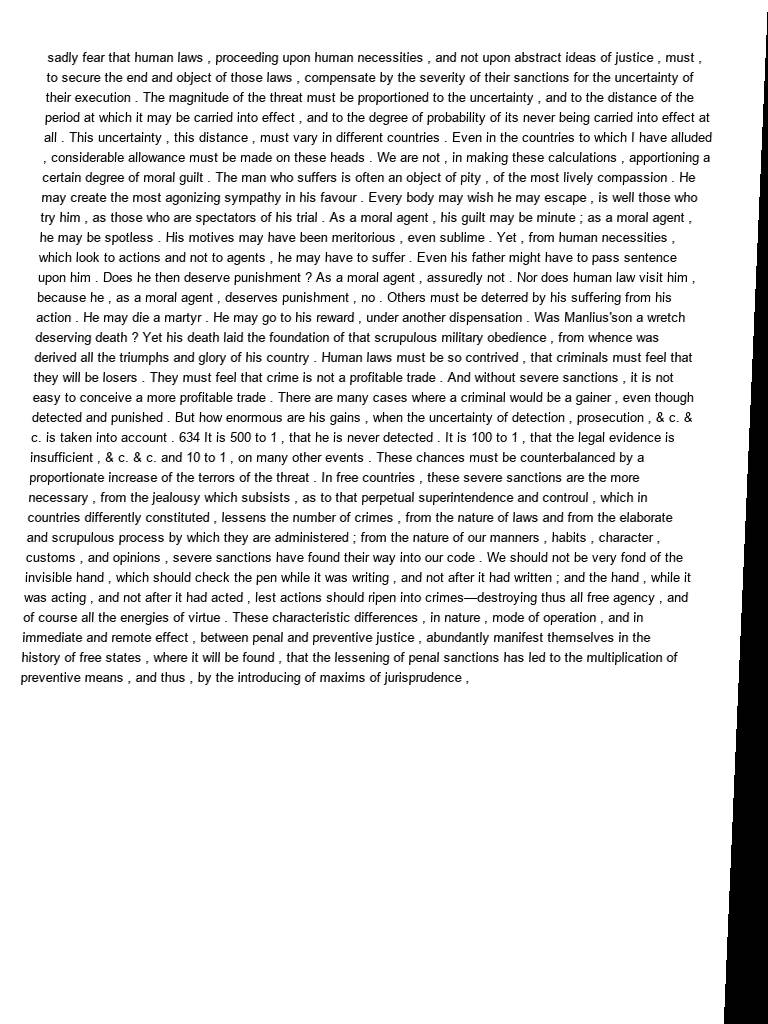 sadly fear that human laws , proceeding upon human necessities , and not upon abstract ideas of justice , must ,
to secure the end and object of those laws , compensate by the severity of their sanctions for the uncertainty of
their execution . The magnitude of the threat must be proportioned to the uncertainty , and to the distance of the
period at which it may be carried into effect , and to the degree of probability of its never being carried into effect at
all . This uncertainty , this distance , must vary in different countries . Even in the countries to which I have alluded
, considerable allowance must be made on these heads . We are not , in making these calculations , apportioning a
certain degree of moral guilt . The man who suffers is often an object of pity , of the most lively compassion . He
may create the most agonizing sympathy in his favour . Every body may wish he may escape , is well those who
try him , as those who are spectators of his trial . As a moral agent , his guilt may be minute ; as a moral agent ,
he may be spotless . His motives may have been meritorious , even sublime . Yet , from human necessities ,
which look to actions and not to agents , he may have to suffer . Even his father might have to pass sentence
upon him . Does he then deserve punishment ? As a moral agent , assuredly not . Nor does human law visit him ,
because he , as a moral agent , deserves punishment , no . Others must be deterred by his suffering from his
action . He may die a martyr . He may go to his reward , under another dispensation . Was Manlius'son a wretch
deserving death ? Yet his death laid the foundation of that scrupulous military obedience , from whence was
derived all the triumphs and glory of his country . Human laws must be so contrived , that criminals must feel that
they will be losers . They must feel that crime is not a profitable trade . And without severe sanctions , it is not
easy to conceive a more profitable trade . There are many cases where a criminal would be a gainer , even though
detected and punished . But how enormous are his gains , when the uncertainty of detection , prosecution , & c. &
c. is taken into account . 634 It is 500 to 1 , that he is never detected . It is 100 to 1 , that the legal evidence is
insufficient , & c. & c. and 10 to 1 , on many other events . These chances must be counterbalanced by a
proportionate increase of the terrors of the threat . In free countries , these severe sanctions are the more
necessary , from the jealousy which subsists , as to that perpetual superintendence and controul , which in
countries differently constituted , lessens the number of crimes , from the nature of laws and from the elaborate
and scrupulous process by which they are administered ; from the nature of our manners , habits , character ,
customs , and opinions , severe sanctions have found their way into our code . We should not be very fond of the
invisible hand , which should check the pen while it was writing , and not after it had written ; and the hand , while it
was acting , and not after it had acted , lest actions should ripen into crimes—destroying thus all free agency , and
of course all the energies of virtue . These characteristic differences , in nature , mode of operation , and in
immediate and remote effect , between penal and preventive justice , abundantly manifest themselves in the
history of free states , where it will be found , that the lessening of penal sanctions has led to the multiplication of
preventive means , and thus , by the introducing of maxims of jurisprudence ,